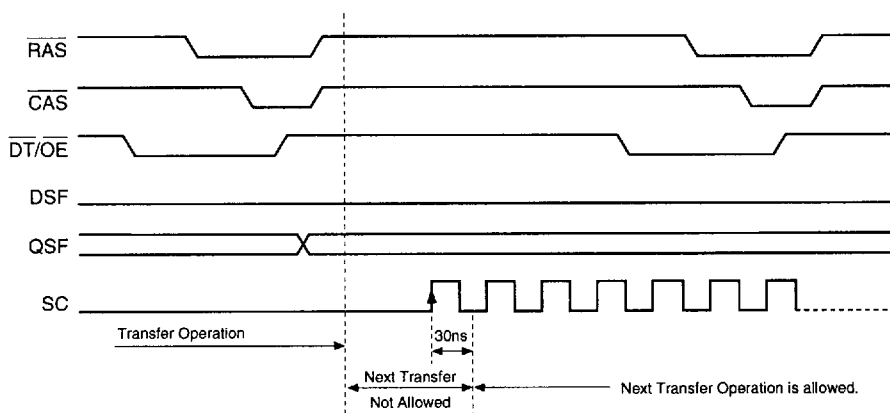 RAS
CAS
DT/OE
DSF
QSF
SC
Transfer Operation
30ns
Next Transfer
Not Allowed
Next Transfer Operation is allowed.